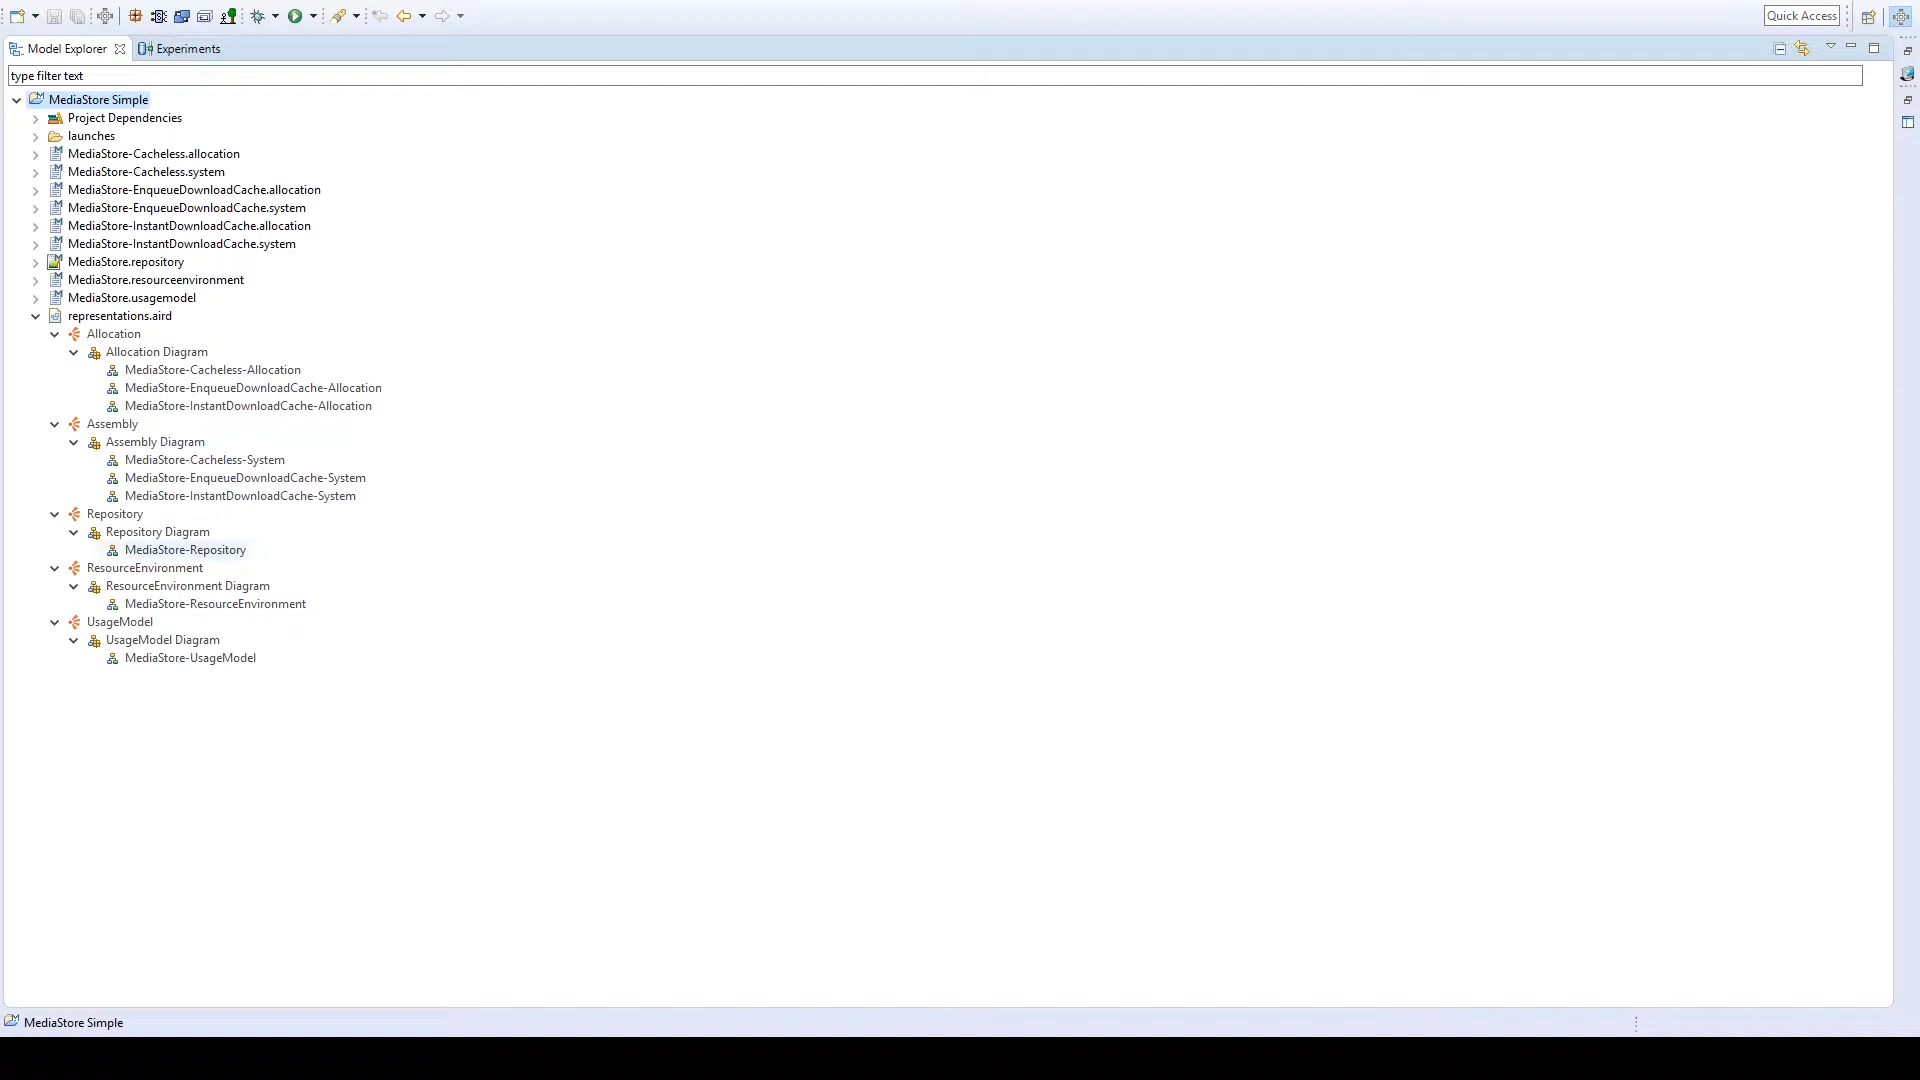 Quick Access
Model Explorer
Experiments
type filter text
MediaStore Simple
Project Dependencies
launches
MediaStore-Cacheless.allocation
MediaStore-Cacheless.system
MediaStore-EnqueueDownloadCache.allocation
MediaStore-EnqueueDownloadCache.system
MediaStore-InstantDownloadCache.allocation
MediaStore-InstantDownloadCache.system
MediaStore.repository
MediaStore.resourceenvironment
MediaStore.usagemodel
representations.aird
Allocation
Allocation Diagram
MediaStore-Cacheless-Allocation
MediaStore-EnqueueDownloadCache-Allocation
MediaStore-InstantDownloadCache-Allocation
Assembly
Assembly Diagram
MediaStore-Cacheless-System
MediaStore-EnqueueDownloadCache-System
MediaStore-InstantDownloadCache-System
Repository
Repository Diagram
MediaStore-Repository
ResourceEnvironment
ResourceEnvironment Diagram
MediaStore-ResourceEnvironment
UsageModel
UsageModel Diagram
MediaStore-UsageModel
MediaStore Simple